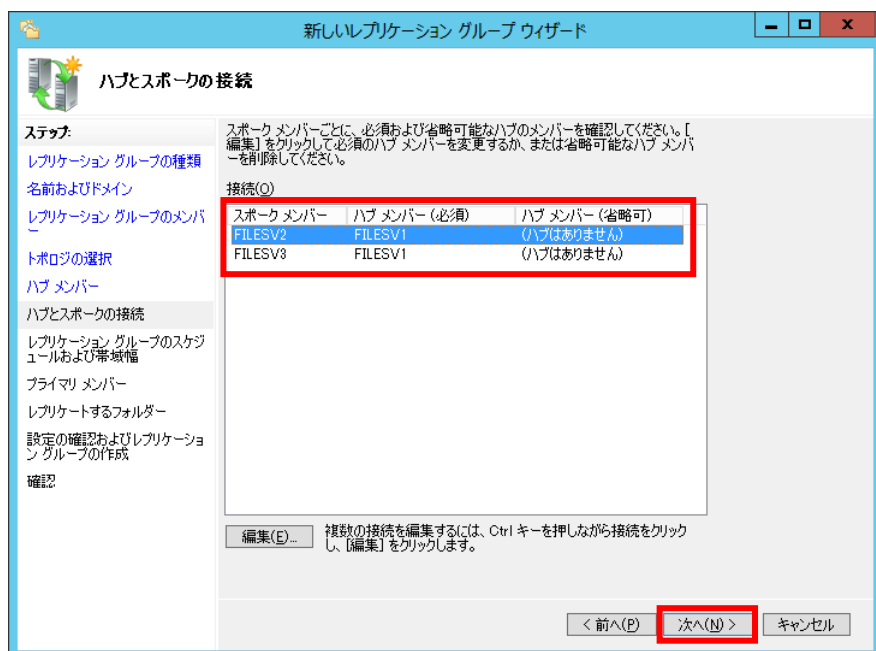 新しいレプリケーション グループ ウィザード
ハブとスポークの接続
ステップ:
レプリケーション グループの種類
名前およびドメイン
レプリケーション グループのメンバ
ー
トポロジの選択
ハブ メンバー
ハブとスポークの接続
レプリケーション グループのスケジ
ュールおよび帯域幅
プライマリ メンバー
レプリケートするフォルダー
設定の確認およびレプリケーショ
ン グループの作成
確認
スポーク メンバーごとに、必須および省略可能なハブのメンバーを確認してください。[
編集] をクリックして必須のハブ メンバーを変更するか、または省略可能なハブ メンバ
ーを削除してください。
接続(O)
スポーク メンバー ハブ メンバー (必須) ハブ メンバー (省略可)
FILESV2 FILESV1 (ハブはありません)
FILESV3 FILESV1 (ハブはありません)
編集(E)...
複数の接続を編集するには、Ctrl キーを押しながら接続をクリック
し、[編集] をクリックします。
< 前へ(P) 次へ(N) > キャンセル